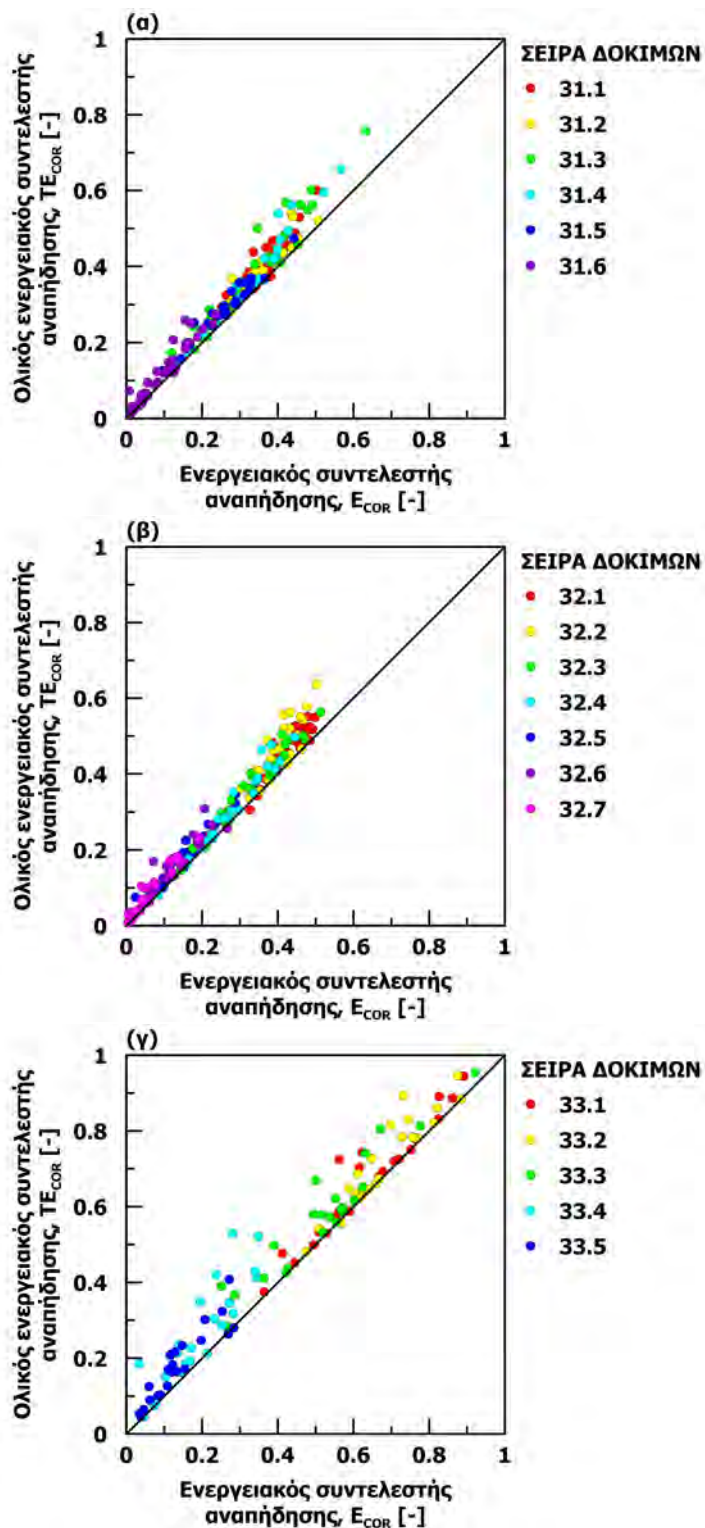 (α)
Ολικός ενεργειακός συντελεστής
αναπήδησης, TE_COR [-]
1
0.8
0.6
0.4
0.2
0
0 0.2 0.4 0.6 0.8 1
Ενεργειακός συντελεστής
αναπήδησης, E_COR [-]
ΣΕΙΡΑ ΔΟΚΙΜΩΝ
31.1
31.2
31.3
31.4
31.5
31.6
(β)
Ολικός ενεργειακός συντελεστής
αναπήδησης, TE_COR [-]
1
0.8
0.6
0.4
0.2
0
0 0.2 0.4 0.6 0.8 1
Ενεργειακός συντελεστής
αναπήδησης, E_COR [-]
ΣΕΙΡΑ ΔΟΚΙΜΩΝ
32.1
32.2
32.3
32.4
32.5
32.6
32.7
(γ)
Ολικός ενεργειακός συντελεστής
αναπήδησης, TE_COR [-]
1
0.8
0.6
0.4
0.2
0
0 0.2 0.4 0.6 0.8 1
Ενεργειακός συντελεστής
αναπήδησης, E_COR [-]
ΣΕΙΡΑ ΔΟΚΙΜΩΝ
33.1
33.2
33.3
33.4
33.5